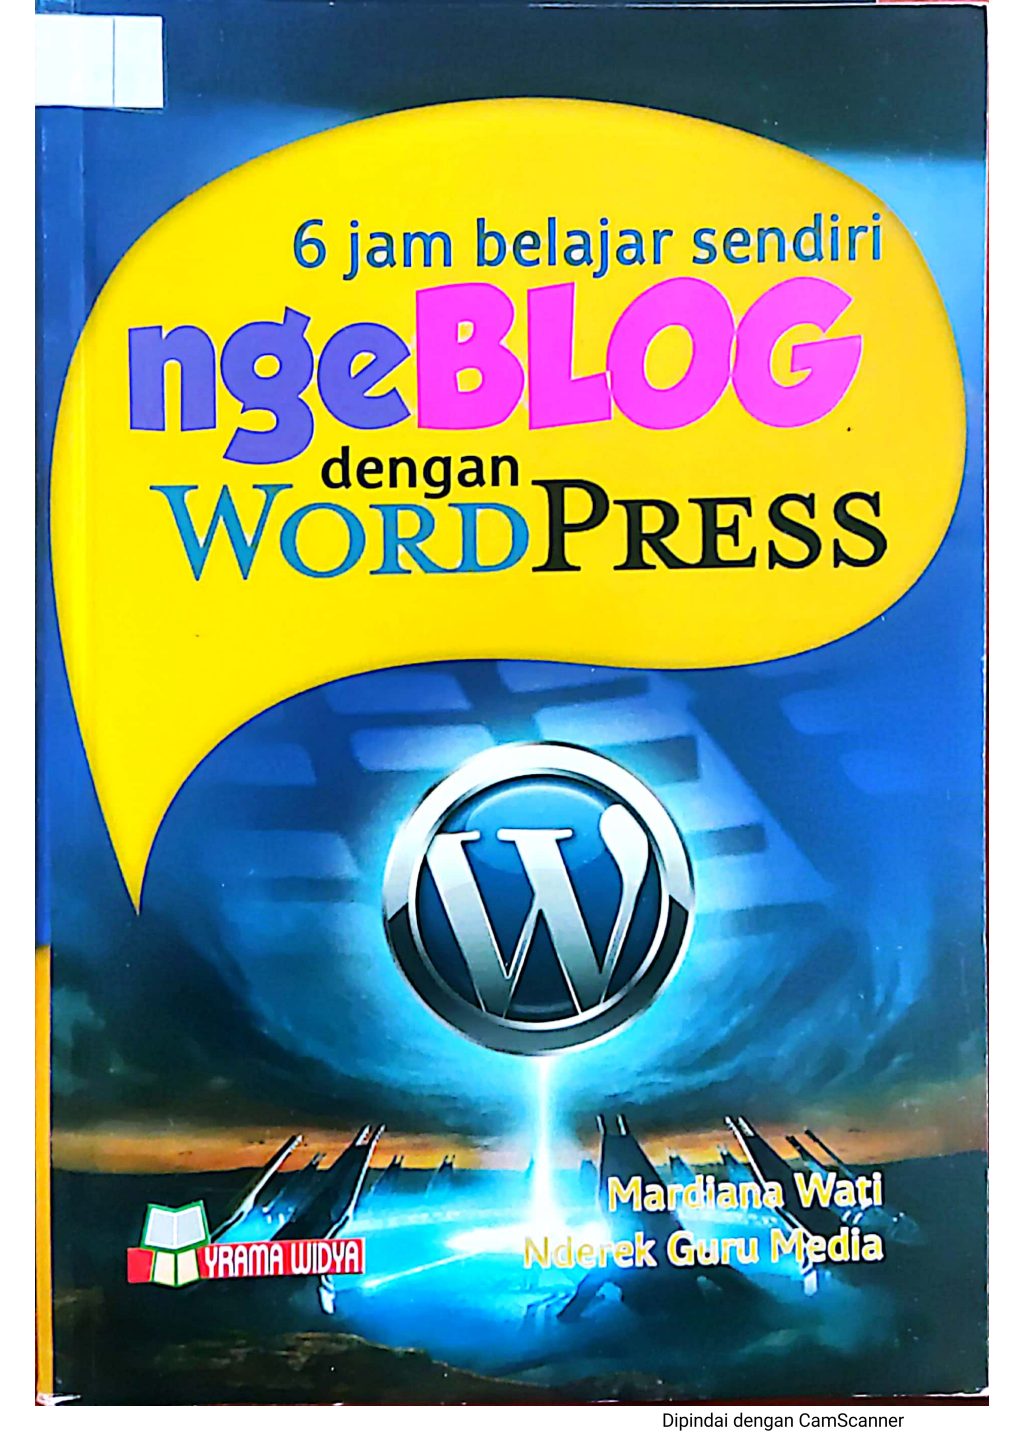 6 jam belajar sendiri
ngeBLOG
dengan
WORDPRESS
W
Mardiana Wati
Nderek Guru Media
YRAMA WIDYA
Dipindai dengan CamScanner